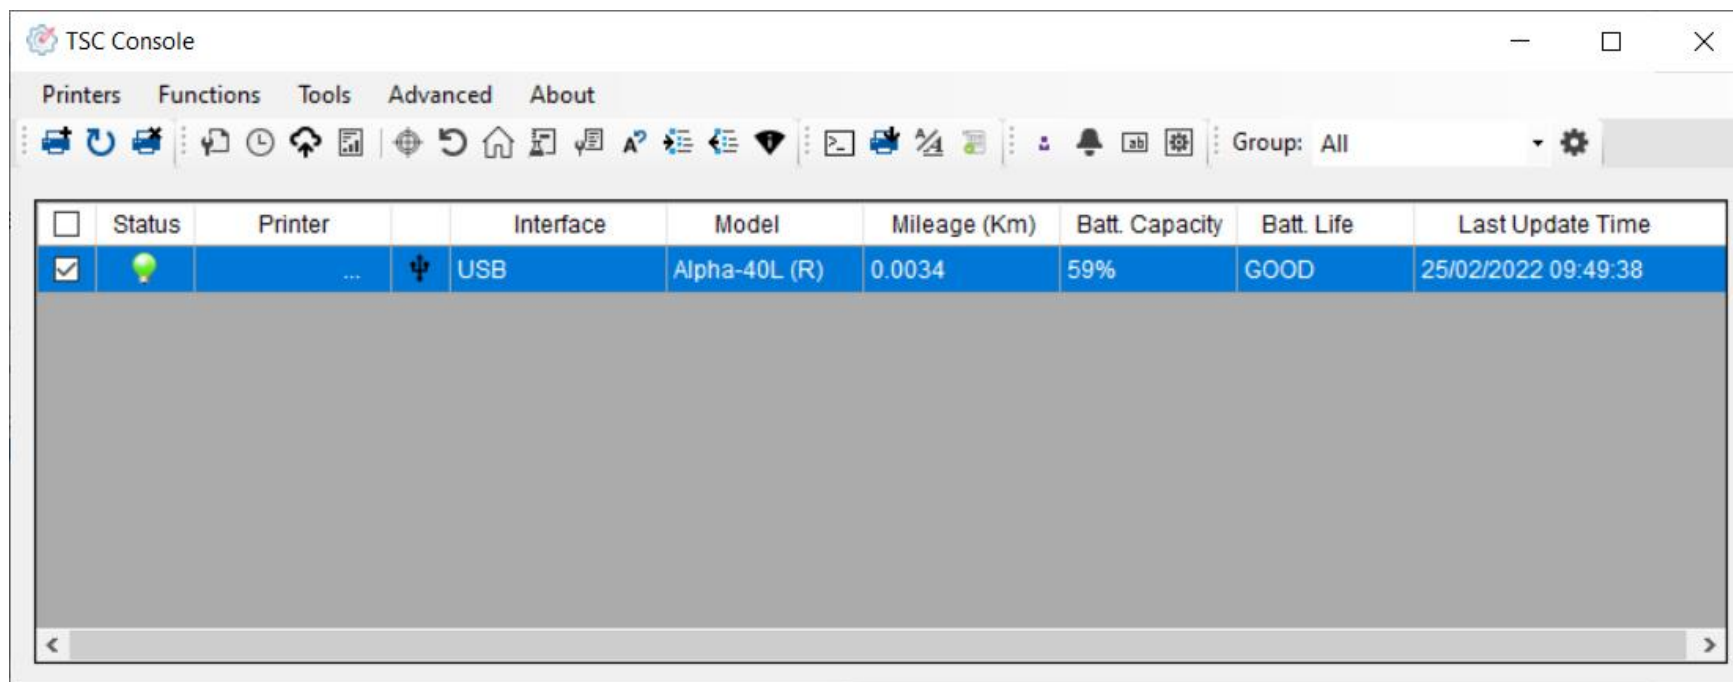 TSC Console
Printers Functions Tools Advanced About
Group: All
Status Printer Interface Model Mileage (Km) Batt. Capacity Batt. Life Last Update Time
... USB Alpha-40L (R) 0.0034 59% GOOD 25/02/2022 09:49:38